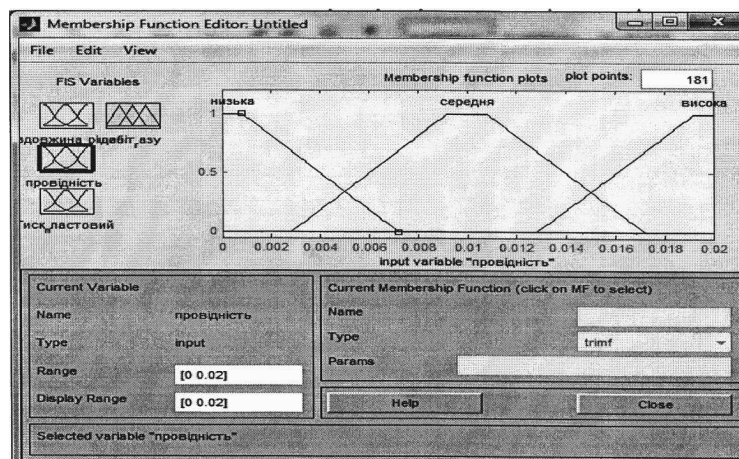 Membership Function Editor: Untitled
File Edit View
FIS Variables
Membership function plots plot points: 181
низька середня висока
1
0.5
0
0 0.002 0.004 0.006 0.008 0.01 0.012 0.014 0.016 0.018 0.02
input variable "провідність"
провідність
пластовий
Current Variable
Name провідність
Type input
Range [0 0.02]
Display Range [0 0.02]
Current Membership Function (click on MF to select)
Name
Type trimf
Params
Help Close
Selected variable "провідність"